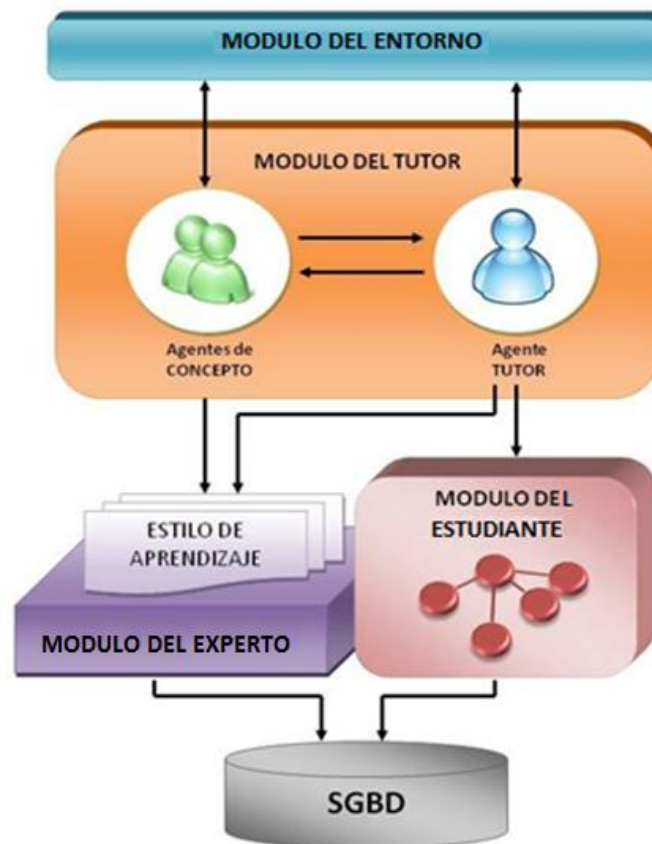 MODULO DEL ENTORNO
MODULO DEL TUTOR
Agentes de
CONCEPTO
Agente
TUTOR
ESTILO DE
APRENDIZAJE
MODULO DEL EXPERTO
MODULO DEL
ESTUDIANTE
SGBD